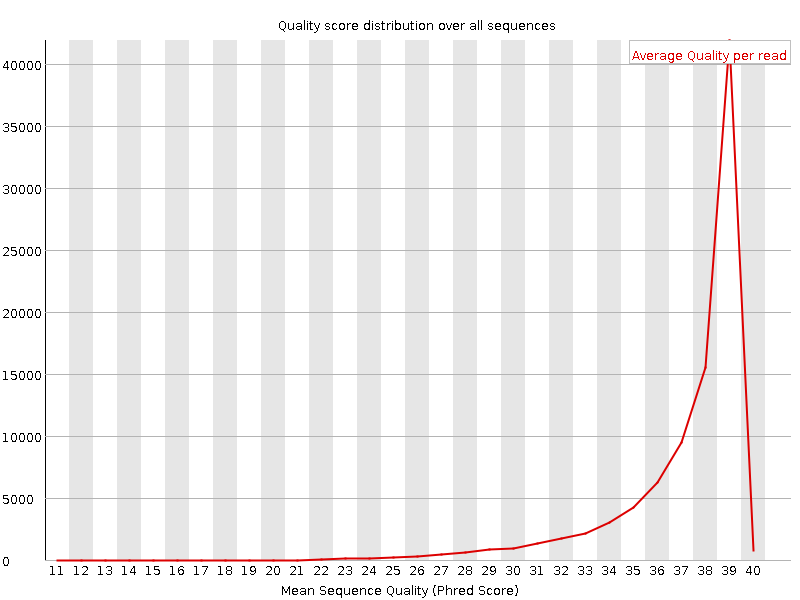 Quality score distribution over all sequences
Average Quality per read
40000
35000
30000
25000
20000
15000
10000
5000
0
11 12 13 14 15 16 17 18 19 20 21 22 23 24 25 26 27 28 29 30 31 32 33 34 35 36 37 38 39 40
Mean Sequence Quality (Phred Score)